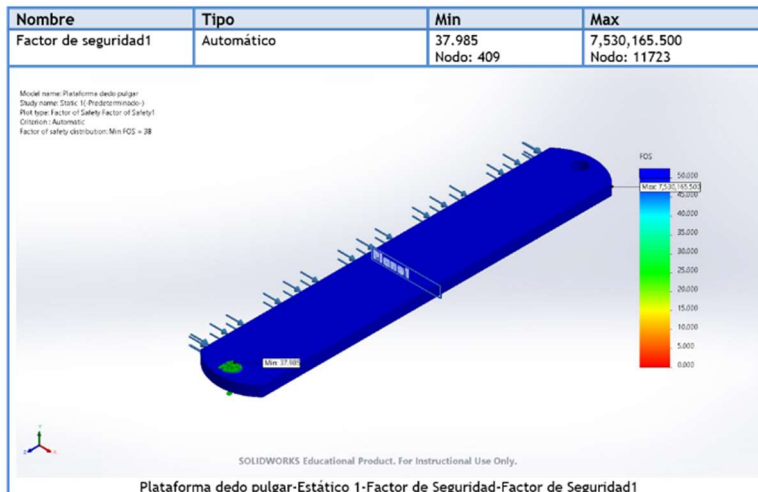 Nombre Tipo Min Max
Factor de seguridad1 Automático 37.985 7,530,165.500
Nodo: 409 Nodo: 11723
Model name: Plataforma dedo pulgar
Study name: Static 1(-Predeterminado-)
Plot type: Factor of Safety Factor of Safety1
Criterion : Automatic
Factor of safety distribution: Min FOS = 38
FOS
50.000
Max: 7,530,165.500
45.000
40.000
35.000
30.000
25.000
20.000
15.000
10.000
5.000
0.000
Plano1
Min: 37.985
SOLIDWORKS Educational Product. For Instructional Use Only.
Plataforma dedo pulgar-Estático 1-Factor de Seguridad-Factor de Seguridad1